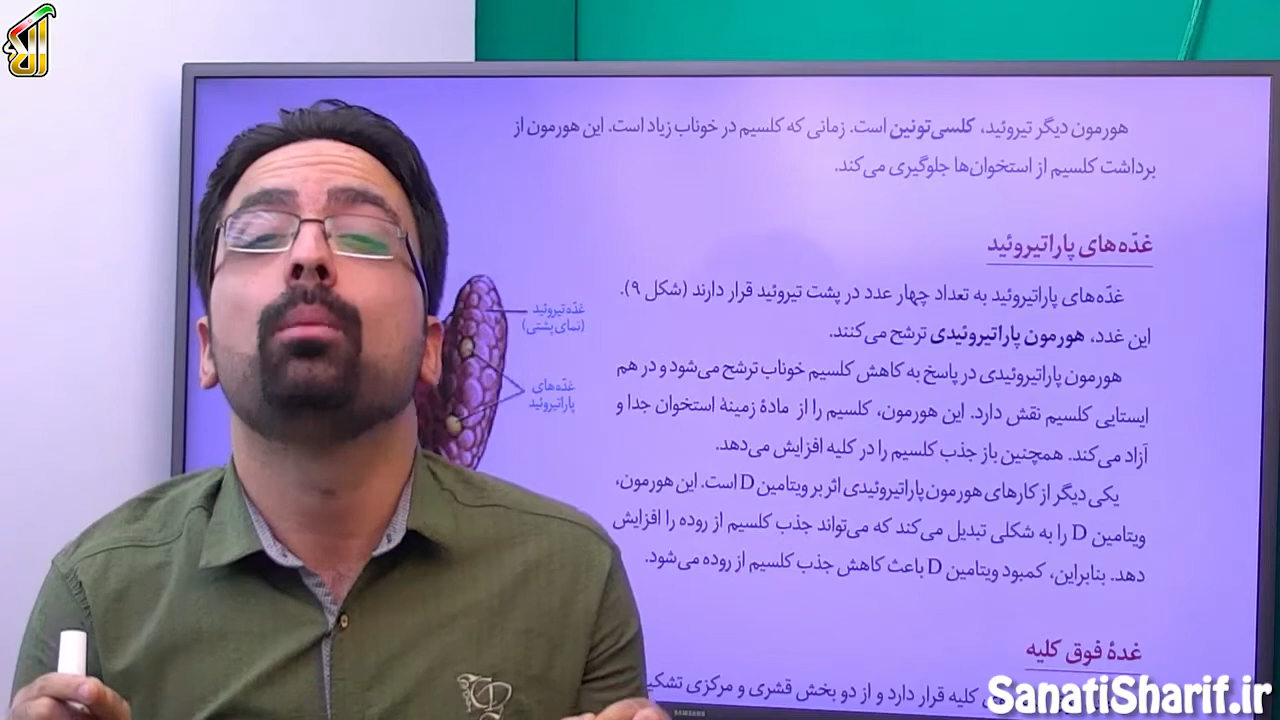 هورمون دیگر تیروئید، کلسی‌تونین است. زمانی که کلسیم در خوناب زیاد است. این هورمون از
برداشت کلسیم از استخوان‌ها جلوگیری می‌کند.
غدّه‌های پاراتیروئید
غدّه‌های پاراتیروئید به تعداد چهار عدد در پشت تیروئید قرار دارند (شکل ۹).
این غدد، هورمون پاراتیروئیدی ترشح می‌کنند.
هورمون پاراتیروئیدی در پاسخ به کاهش کلسیم خوناب ترشح می‌شود و در هم
ایستایی کلسیم نقش دارد. این هورمون، کلسیم را از مادۀ زمینۀ استخوان جدا و
آزاد می‌کند. همچنین باز جذب کلسیم را در کلیه افزایش می‌دهد.
یکی دیگر از کارهای هورمون پاراتیروئیدی اثر بر ویتامین D است. این هورمون،
ویتامین D را به شکلی تبدیل می‌کند که می‌تواند جذب کلسیم از روده را افزایش
دهد. بنابراین، کمبود ویتامین D باعث کاهش جذب کلسیم از روده می‌شود.
غدّه تیروئید
(نمای پشتی)
غدّه‌های
پاراتیروئید
غدۀ فوق کلیه
کلیه قرار دارد و از دو بخش قشری و مرکزی
SAMSUNG
SanatiSharif.ir